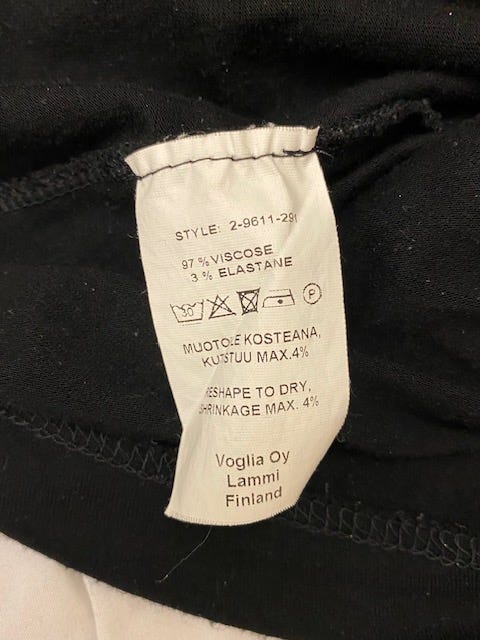 STYLE: 2-9611-29
97 % VISCOSE
3 % ELASTANE
30 P
MUOTOILE KOSTEANA,
KUTISTUU MAX.4%
RESHAPE TO DRY,
SHRINKAGE MAX. 4%
Voglia Oy
Lammi
Finland